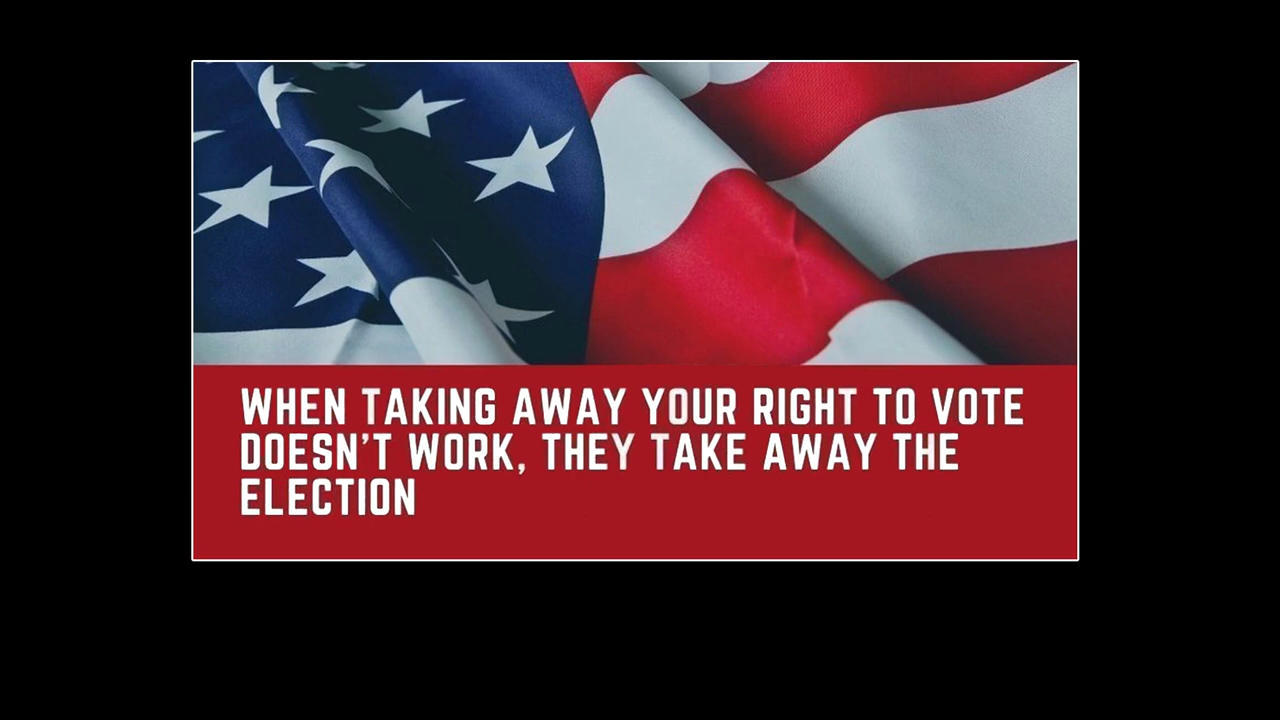 WHEN TAKING AWAY YOUR RIGHT TO VOTE
DOESN'T WORK, THEY TAKE AWAY THE
ELECTION